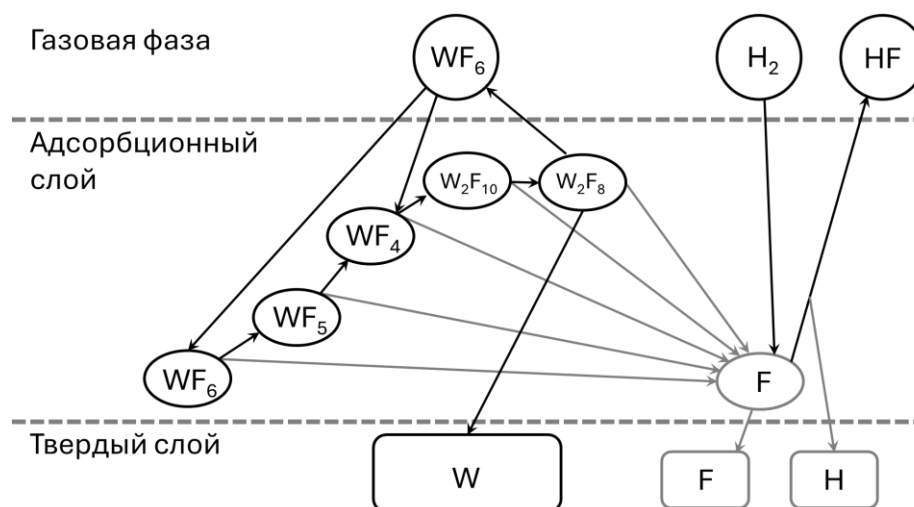 Газовая фаза
WF₆
H₂
HF
Адсорбционный
слой
W₂F₁₀
W₂F₈
WF₄
WF₅
WF₆
F
Твердый слой
W
F
H